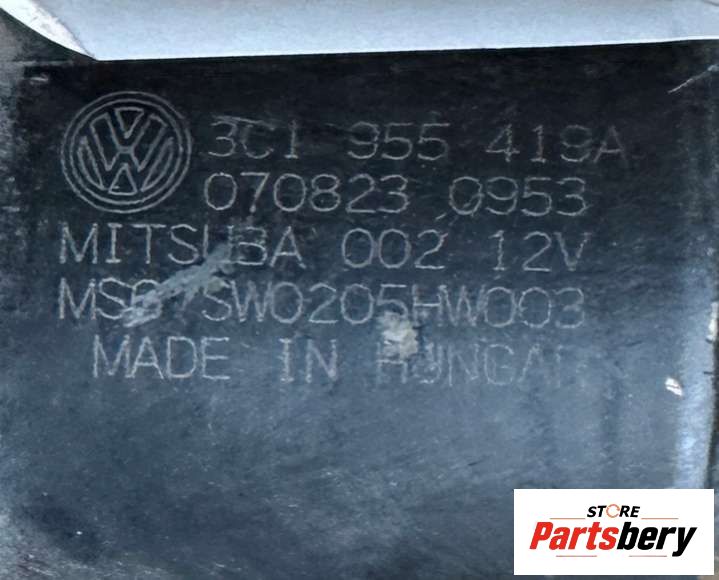 3C1 955 419A
070823 0953
MITSUBA 002 12V
SW0205HW003
MADE IN
STORE
Partsbery